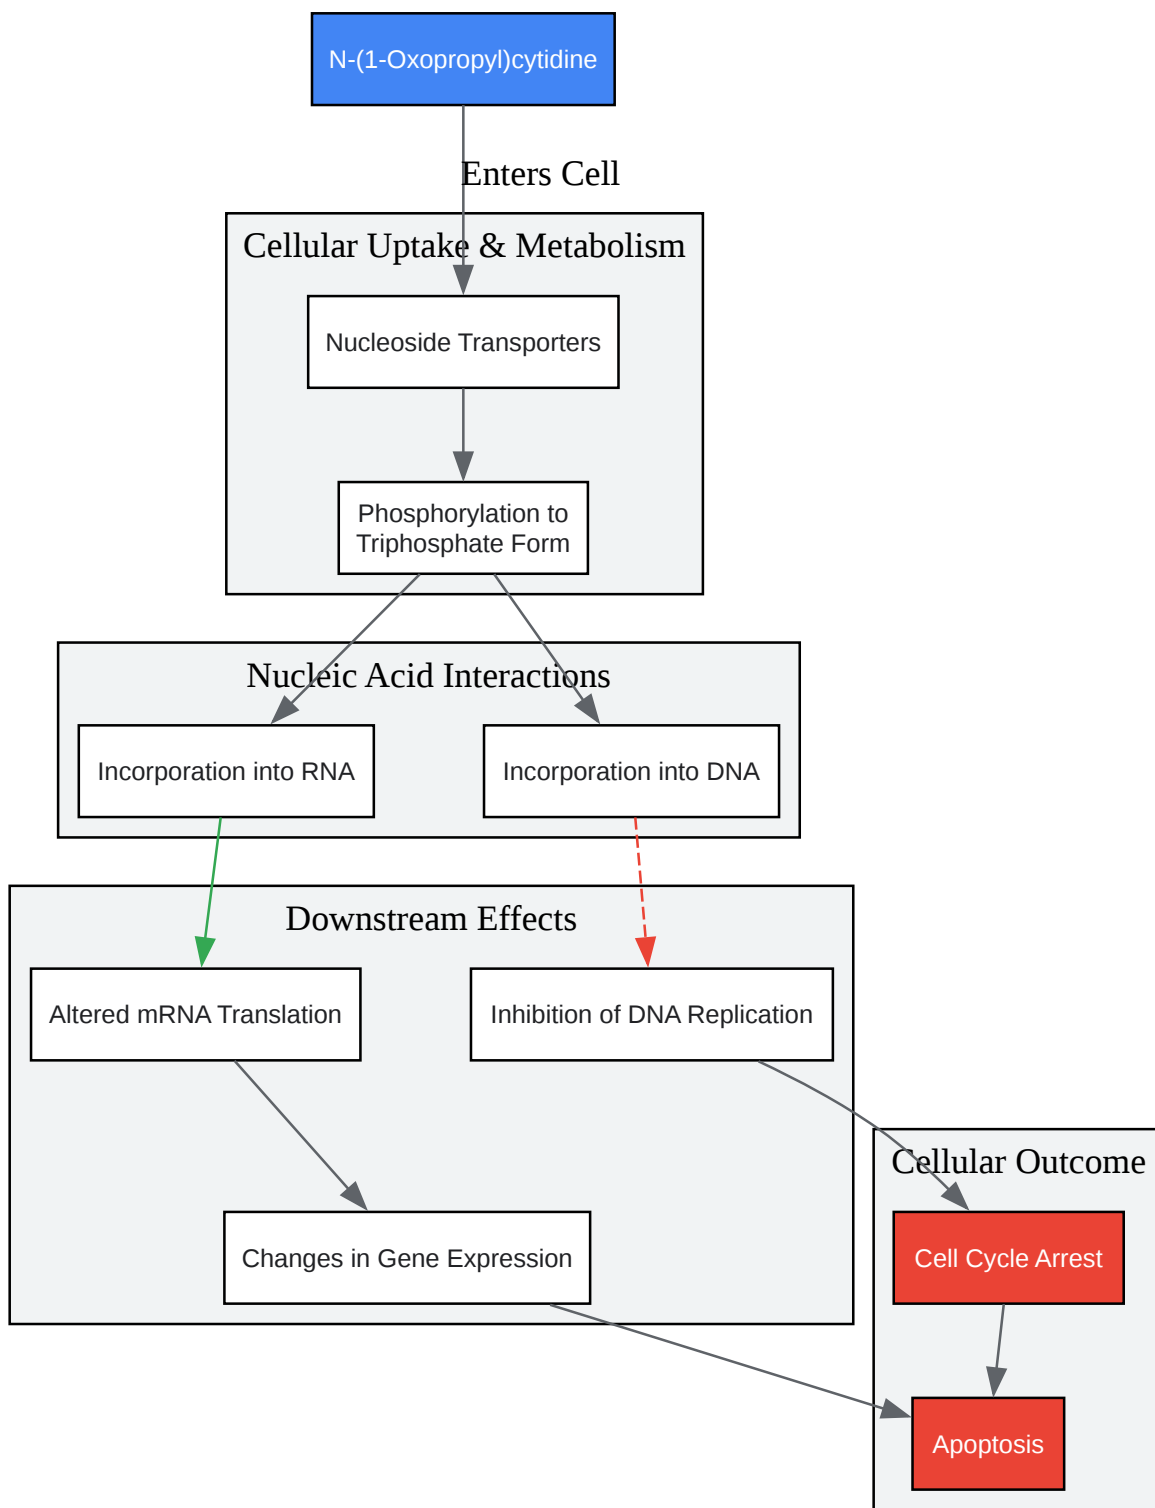 N-(1-Oxopropyl)cytidine
Enters Cell
Cellular Uptake & Metabolism
Nucleoside Transporters
Phosphorylation to
Triphosphate Form
Nucleic Acid Interactions
Incorporation into RNA
Incorporation into DNA
Downstream Effects
Altered mRNA Translation
Inhibition of DNA Replication
Changes in Gene Expression
Cellular Outcome
Cell Cycle Arrest
Apoptosis